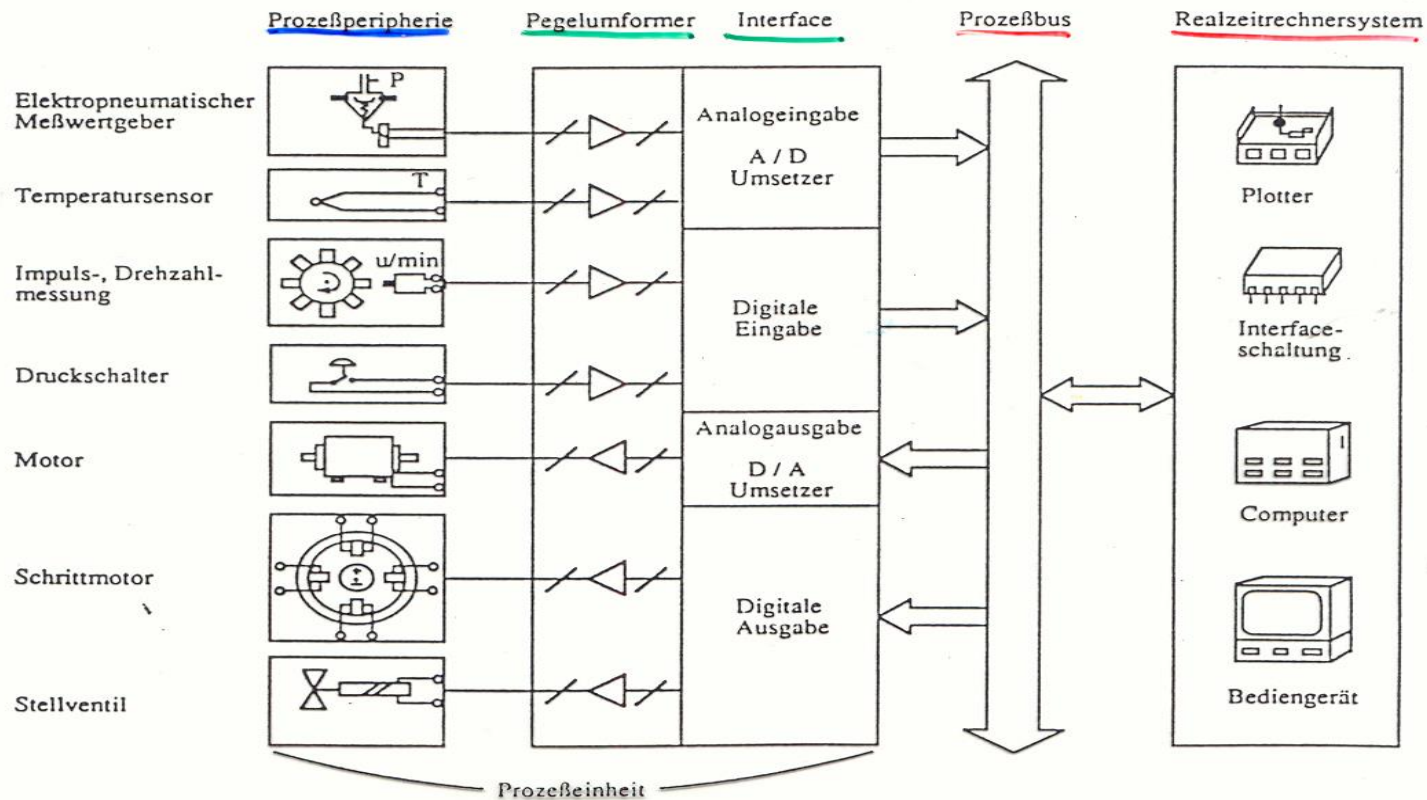 Prozeßperipherie
Pegelumformer
Interface
Prozeßbus
Realzeitrechnersystem
Elektropneumatischer
Meßwertgeber
P
Analogeingabe
A / D
Umsetzer
Temperatursensor
T
Plotter
Impuls-, Drehzahl-
messung
u/min
Digitale
Eingabe
Interface-
schaltung
Druckschalter
Motor
Analogausgabe
D / A
Umsetzer
Computer
Schrittmotor
Digitale
Ausgabe
Stellventil
Bediengerät
Prozeßeinheit